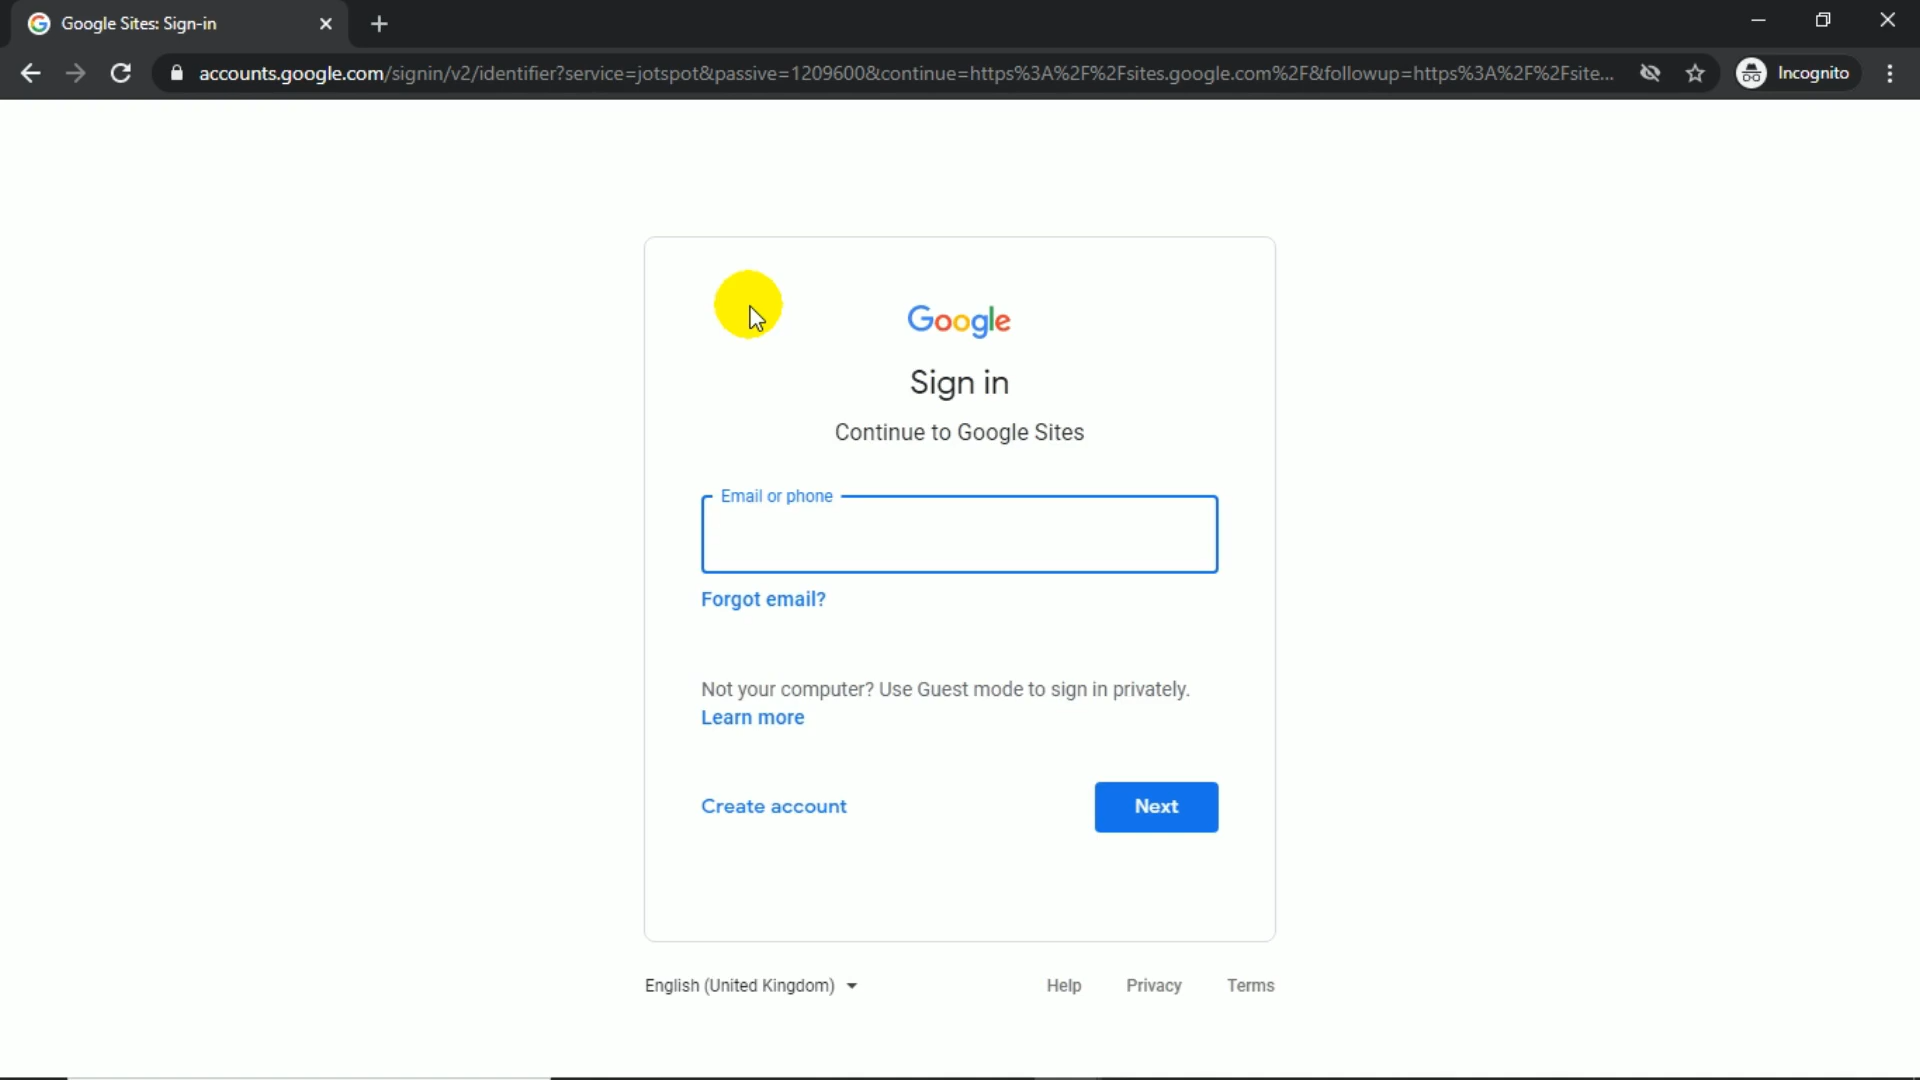 Google Sites: Sign-in
accounts.google.com/signin/v2/identifier?service=jotspot&passive=1209600&continue=https%3A%2F%2Fsites.google.com%2F&followup=https%3A%2F%2Fsite...
Incognito
Google
Sign in
Continue to Google Sites
Email or phone
Forgot email?
Not your computer? Use Guest mode to sign in privately.
Learn more
Create account
Next
English (United Kingdom)
Help
Privacy
Terms